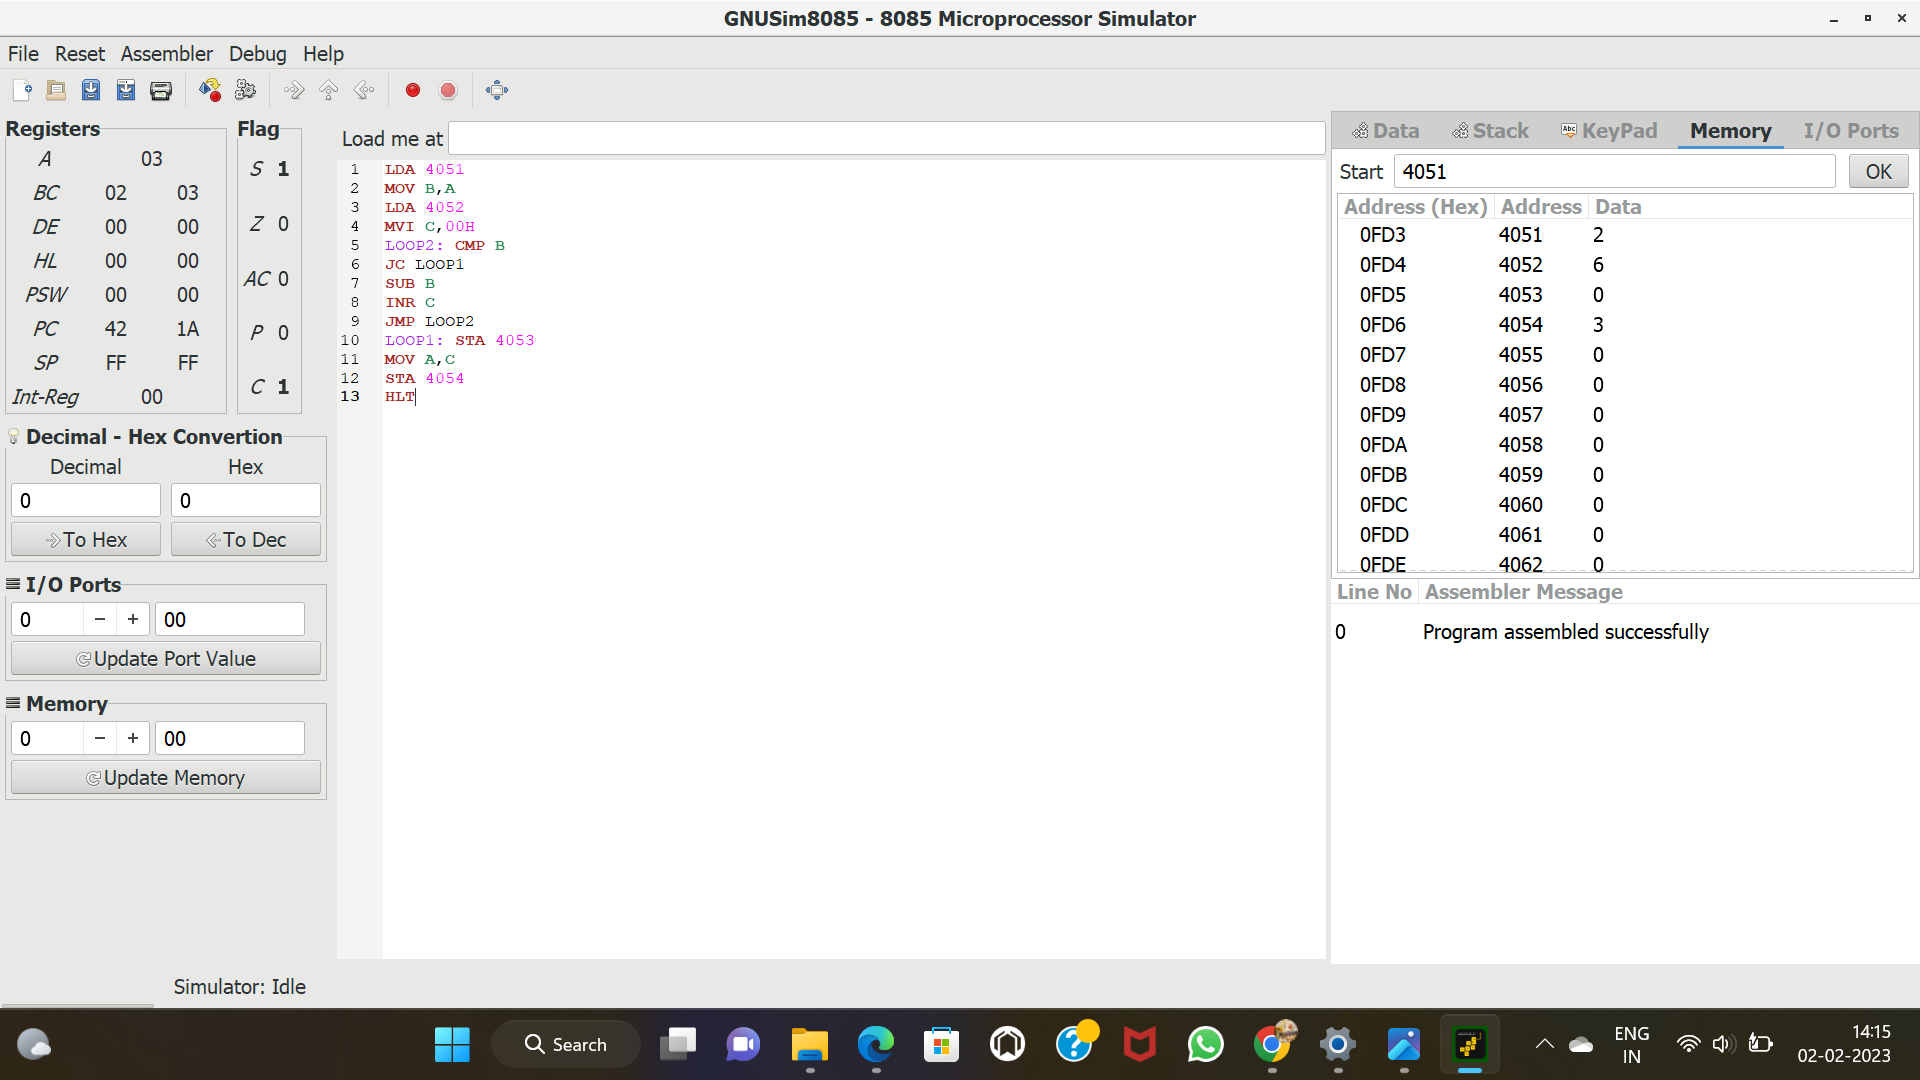 GNUSim8085 - 8085 Microprocessor Simulator
File Reset Assembler Debug Help
Registers
A 03
BC 02 03
DE 00 00
HL 00 00
PSW 00 00
PC 42 1A
SP FF FF
Int-Reg 00
Flag
S 1
Z 0
AC 0
P 0
C 1
Decimal - Hex Convertion
Decimal Hex
0 0
To Hex To Dec
I/O Ports
0 − + 00
Update Port Value
Memory
0 − + 00
Update Memory
Load me at
1 LDA 4051
2 MOV B,A
3 LDA 4052
4 MVI C,00H
5 LOOP2: CMP B
6 JC LOOP1
7 SUB B
8 INR C
9 JMP LOOP2
10 LOOP1: STA 4053
11 MOV A,C
12 STA 4054
13 HLT
Data Stack Abc KeyPad Memory I/O Ports
Start 4051 OK
Address (Hex) Address Data
0FD3 4051 2
0FD4 4052 6
0FD5 4053 0
0FD6 4054 3
0FD7 4055 0
0FD8 4056 0
0FD9 4057 0
0FDA 4058 0
0FDB 4059 0
0FDC 4060 0
0FDD 4061 0
0FDE 4062 0
Line No Assembler Message
0 Program assembled successfully
Simulator: Idle
Search
ENG
IN
14:15
02-02-2023